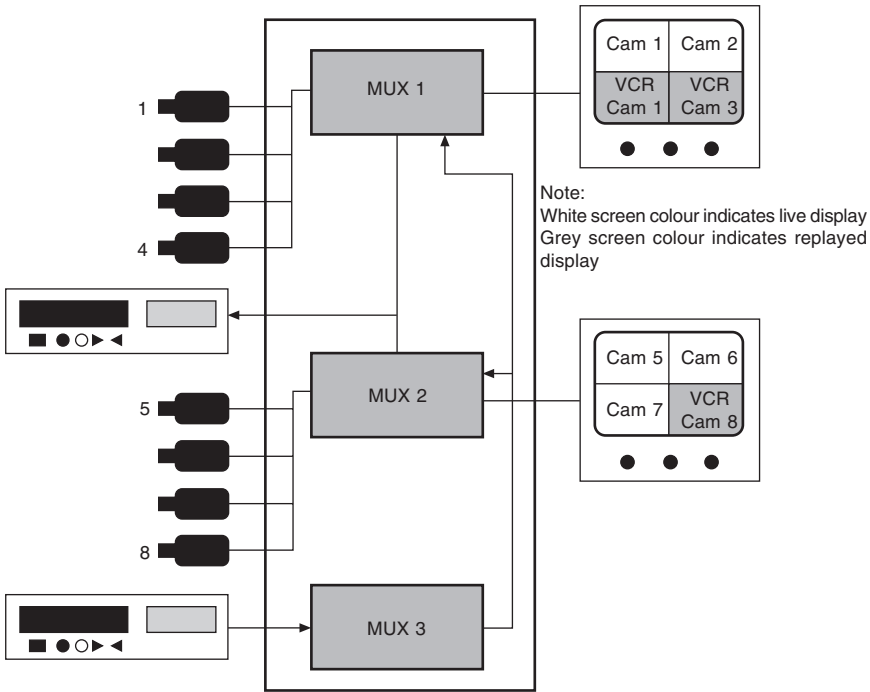 MUX 1
Cam 1
Cam 2
VCR
Cam 1
VCR
Cam 3
1
4
Note:
White screen colour indicates live display
Grey screen colour indicates replayed
display
MUX 2
Cam 5
Cam 6
Cam 7
VCR
Cam 8
5
8
MUX 3